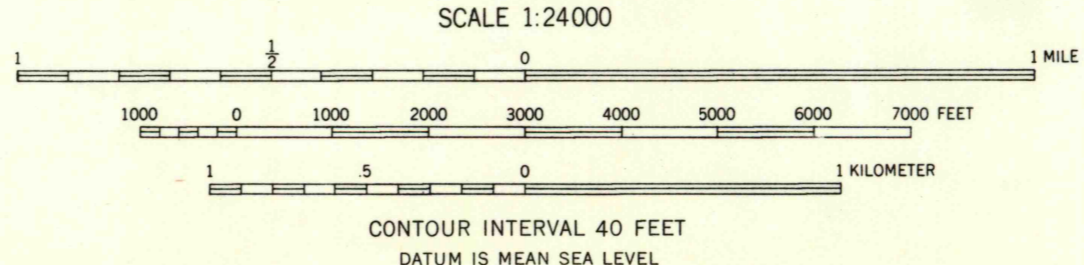 SCALE 1:24000
1 1/2 0 1 MILE
1000 0 1000 2000 3000 4000 5000 6000 7000 FEET
1 .5 0 1 KILOMETER
CONTOUR INTERVAL 40 FEET
DATUM IS MEAN SEA LEVEL